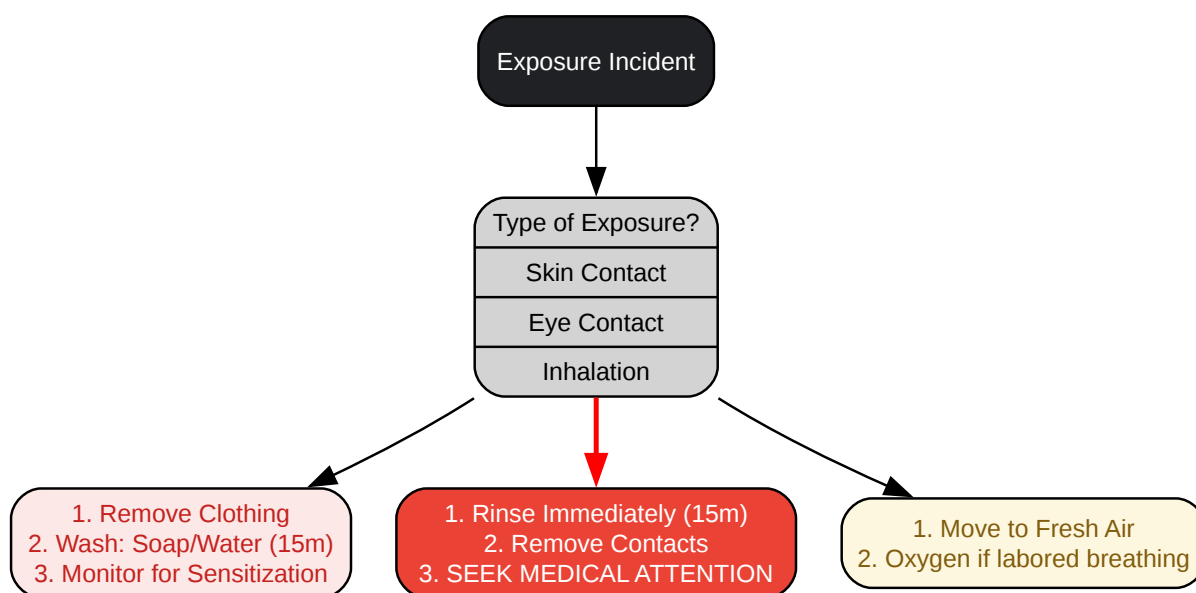 Exposure Incident
Type of Exposure?
Skin Contact
Eye Contact
Inhalation
1. Remove Clothing
2. Wash: Soap/Water (15m)
3. Monitor for Sensitization
1. Rinse Immediately (15m)
2. Remove Contacts
3. SEEK MEDICAL ATTENTION
1. Move to Fresh Air
2. Oxygen if labored breathing